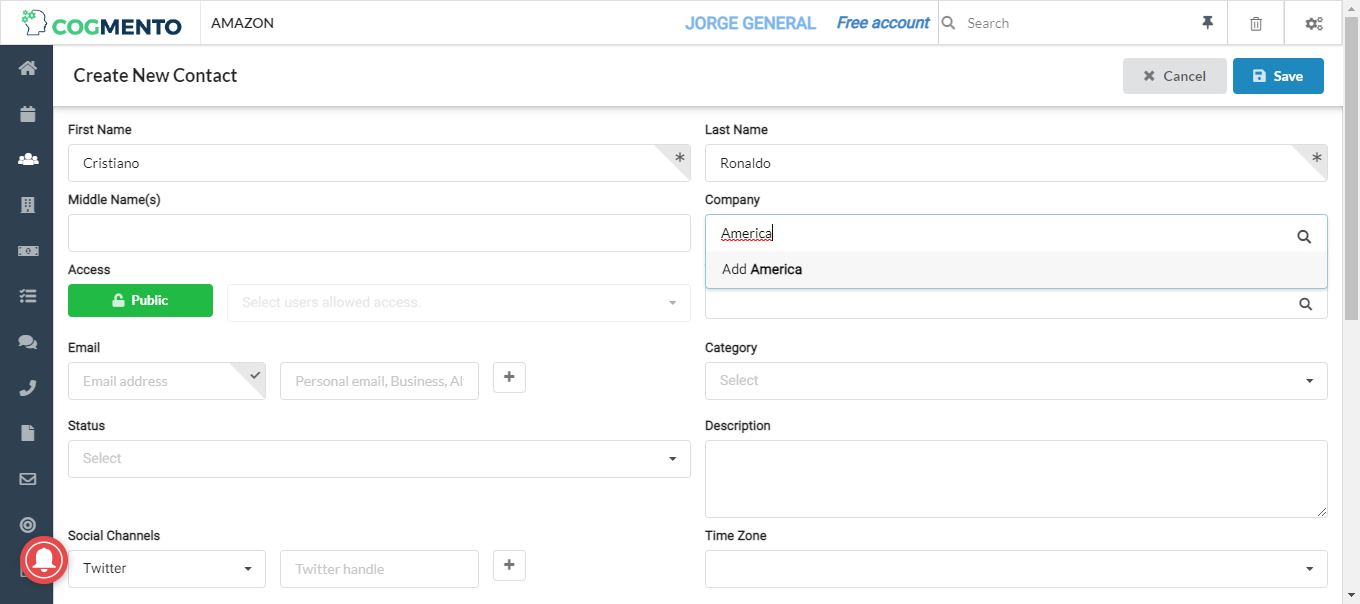 COGMENTO
AMAZON
JORGE GENERAL
Free account
Search
Create New Contact
Cancel
Save
First Name
Last Name
Cristiano
Ronaldo
Middle Name(s)
Company
America
Add America
Access
Public
Select users allowed access.
Email
Category
Email address
Personal email, Business, Al
Select
Status
Description
Select
Social Channels
Time Zone
Twitter
Twitter handle